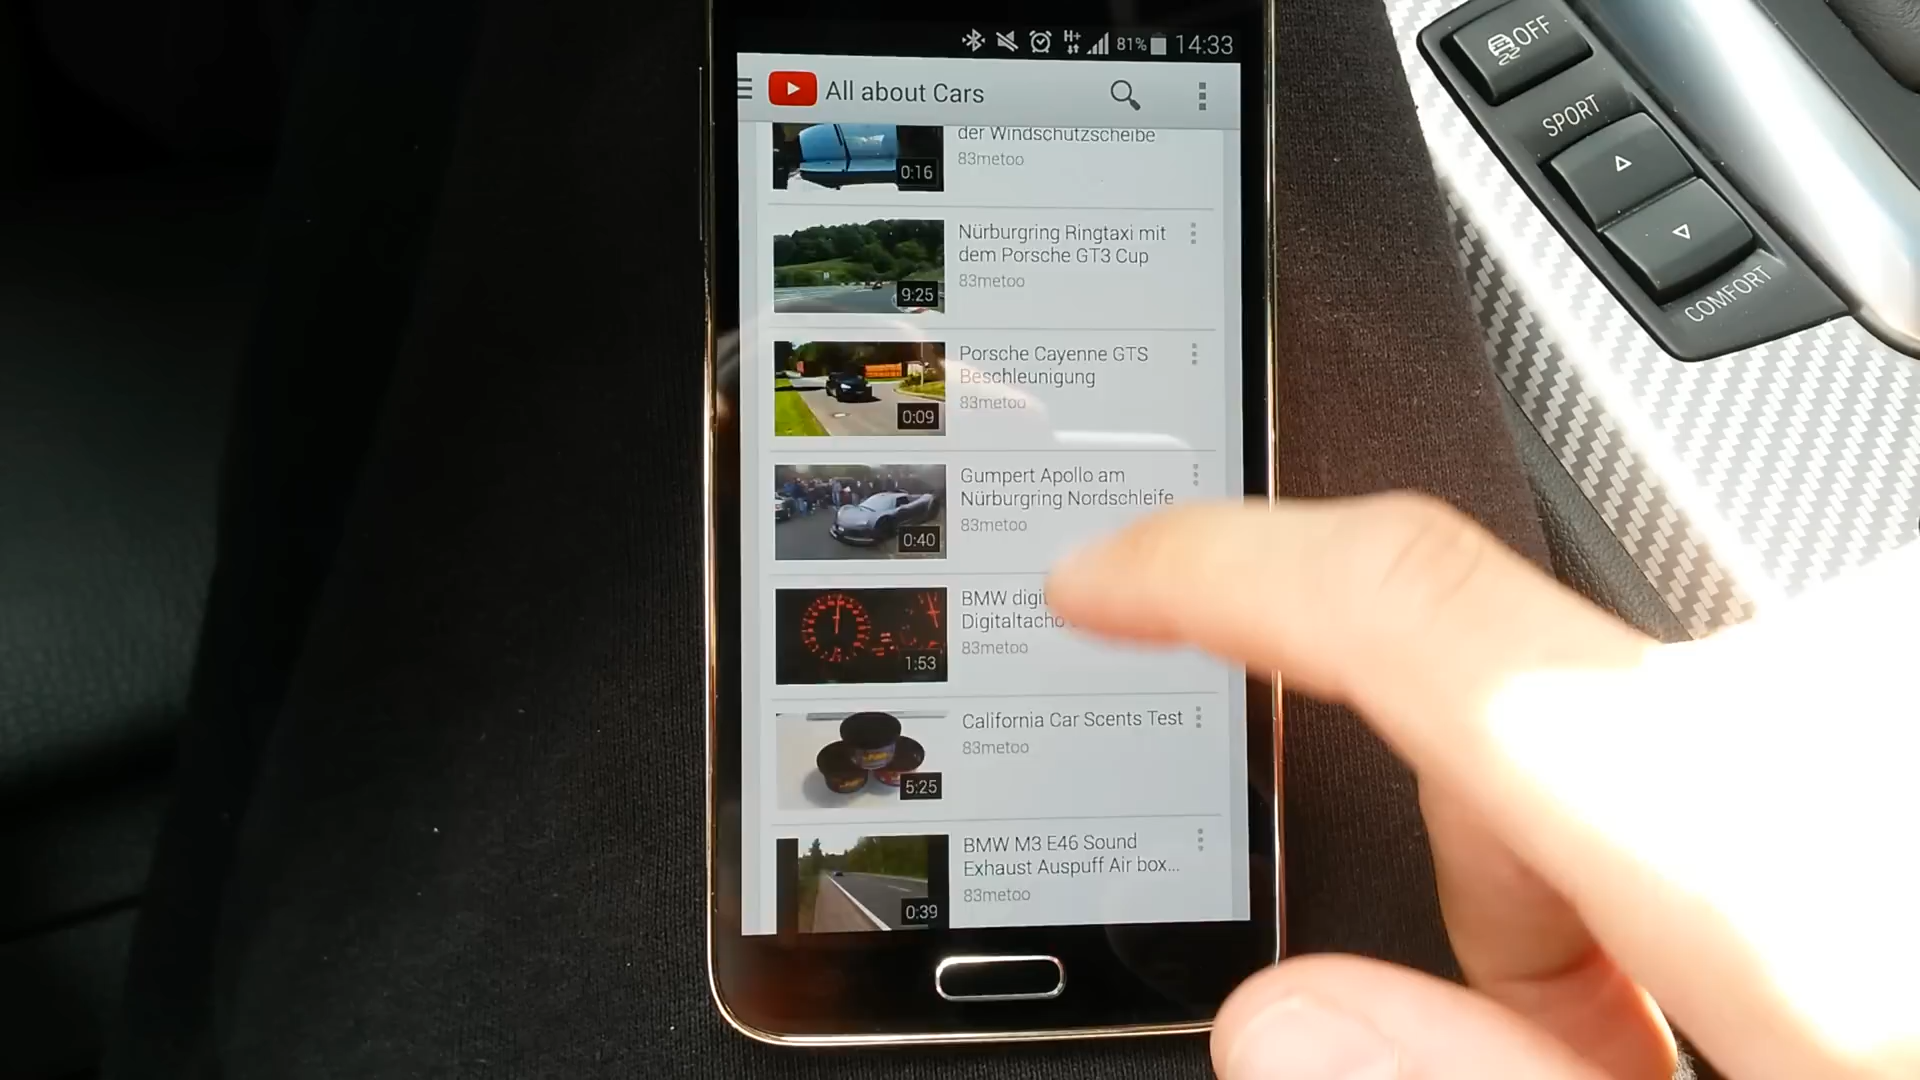 H+ 81% 14:33
All about Cars
der Windschutzscheibe
83metoo
0:16
Nürburgring Ringtaxi mit
dem Porsche GT3 Cup
83metoo
9:25
Porsche Cayenne GTS
Beschleunigung
83metoo
0:09
Gumpert Apollo am
Nürburgring Nordschleife
83metoo
0:40
BMW digit
Digitaltacho
83metoo
1:53
California Car Scents Test
83metoo
5:25
BMW M3 E46 Sound
Exhaust Auspuff Air box...
83metoo
0:39
OFF
SPORT
COMFORT